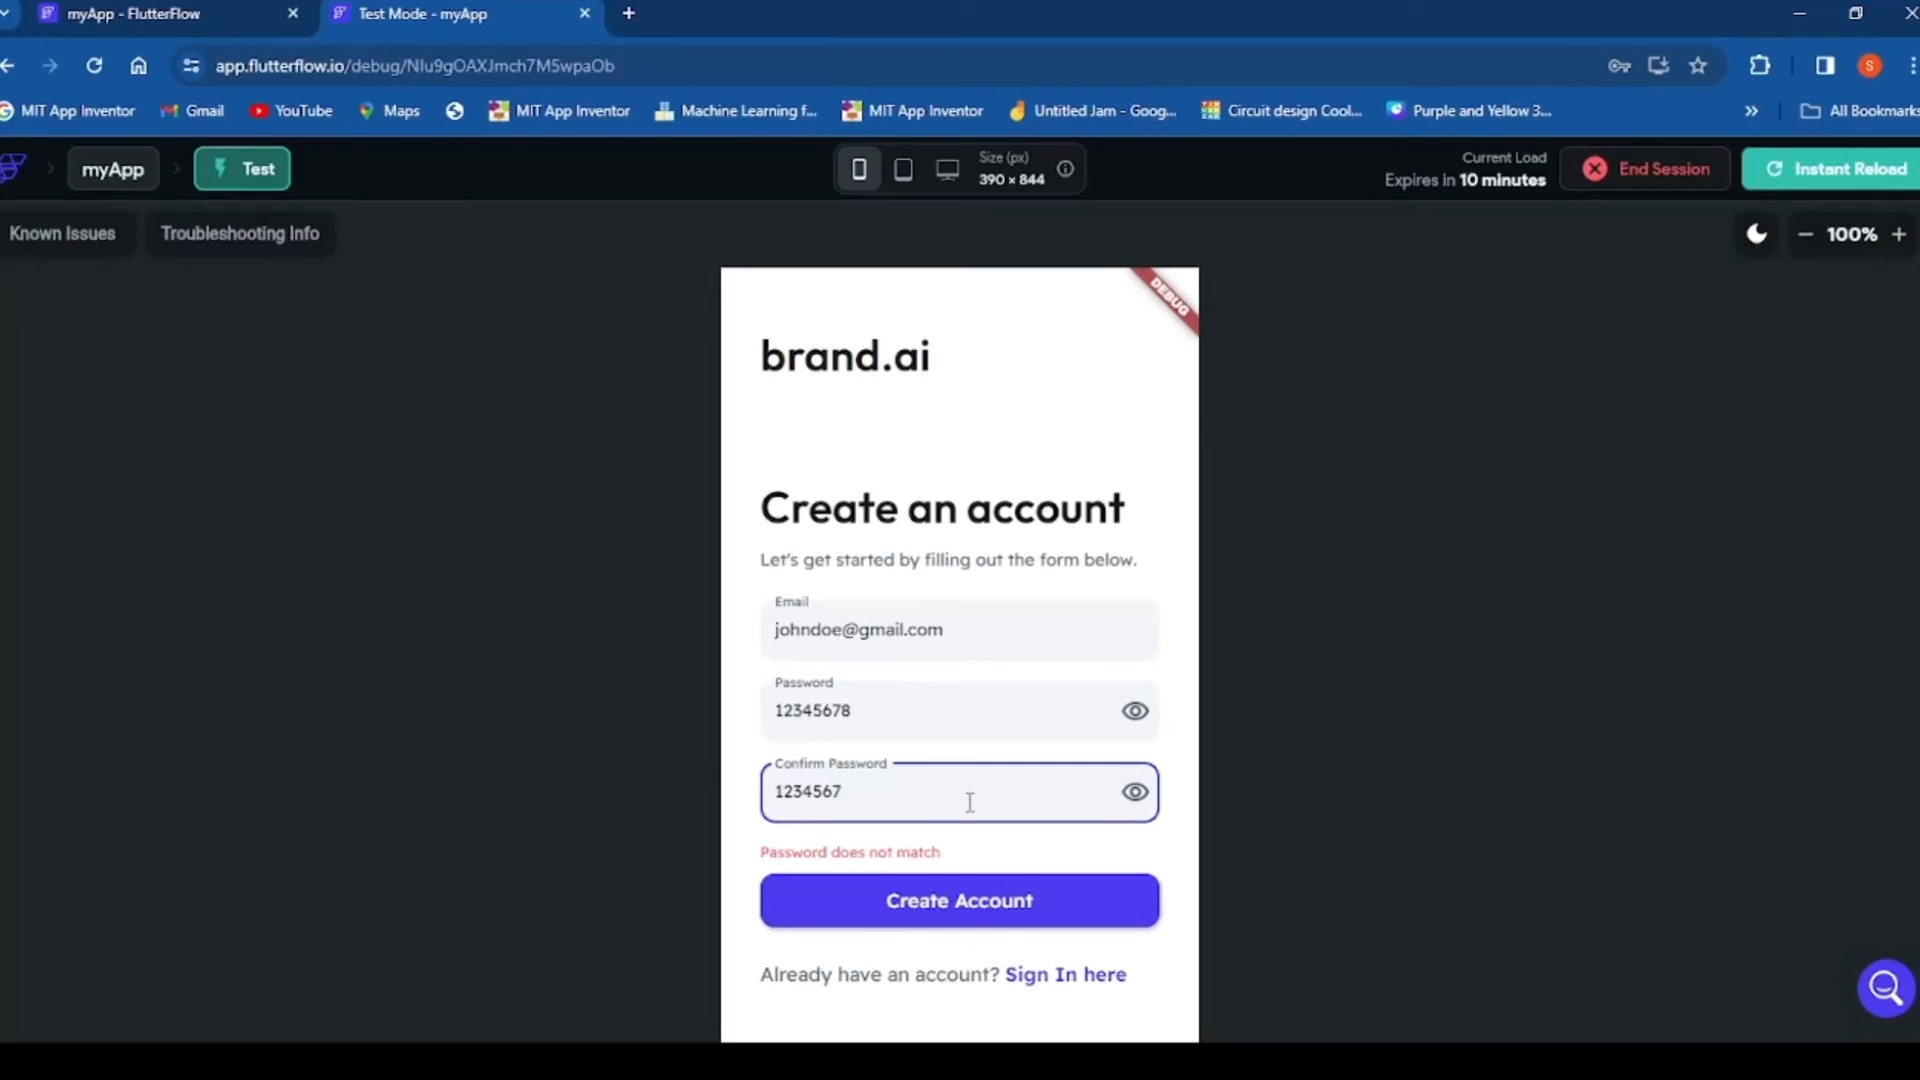 myApp - FlutterFlow
Test Mode - myApp
app.flutterflow.io/debug/Nlu9gOAXJmch7M5wpaOb
S
MIT App Inventor
Gmail
YouTube
Maps
MIT App Inventor
Machine Learning f...
MIT App Inventor
Untitled Jam - Goog...
Circuit design Cool...
Purple and Yellow 3...
»
All Bookmarks
myApp
Test
Size (px)
390 × 844
Current Load
Expires in 10 minutes
End Session
Instant Reload
Known Issues
Troubleshooting Info
100%
DEBUG
brand.ai
Create an account
Let's get started by filling out the form below.
Email
johndoe@gmail.com
Password
12345678
Confirm Password
1234567
Password does not match
Create Account
Already have an account? Sign In here